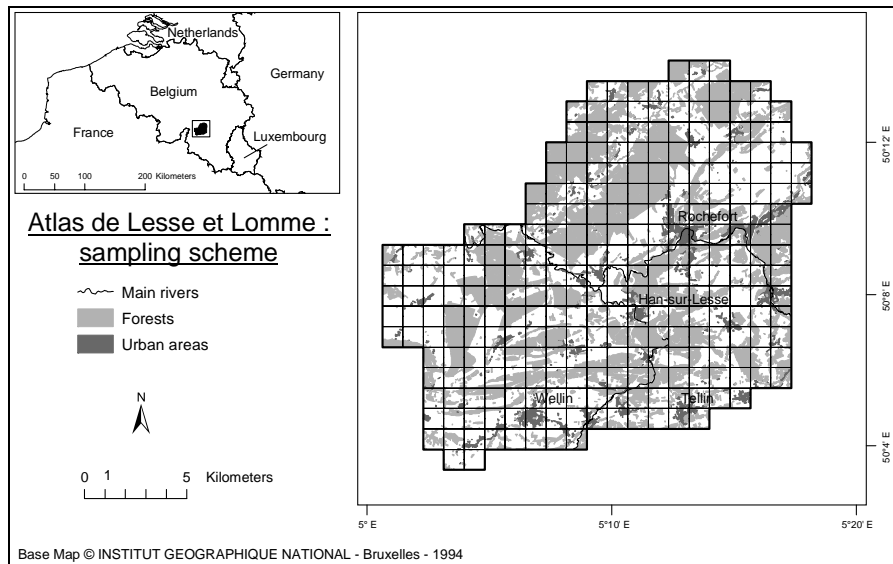 Netherlands
Germany
Belgium
France
Luxembourg
0 50 100 200 Kilometers
Atlas de Lesse et Lomme :
sampling scheme
Main rivers
Forests
Urban areas
N
0 1 5 Kilometers
Rochefort
Han-sur-Lesse
Wellin
Tellin
50°12' E
50°8' E
50°4' E
5° E
5°10' E
5°20' E
Base Map © INSTITUT GEOGRAPHIQUE NATIONAL - Bruxelles - 1994